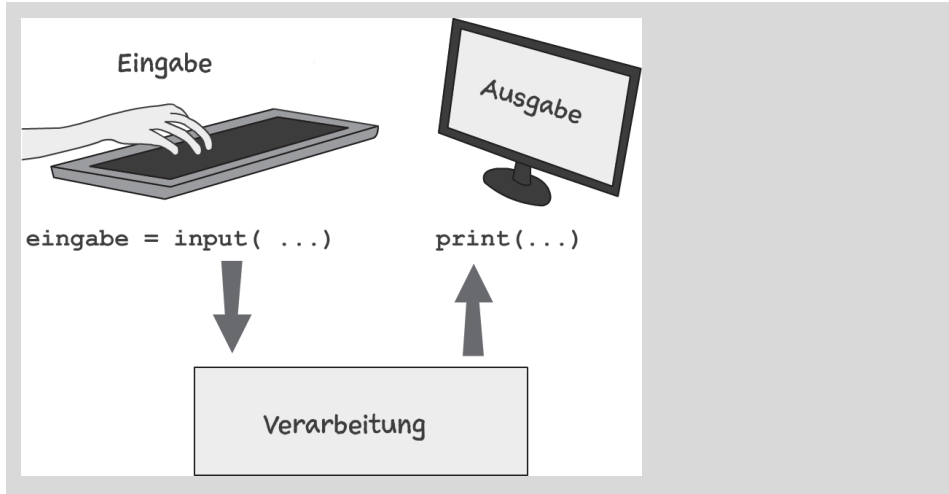 Eingabe
Ausgabe
eingabe = input( ...)
print(...)
Verarbeitung